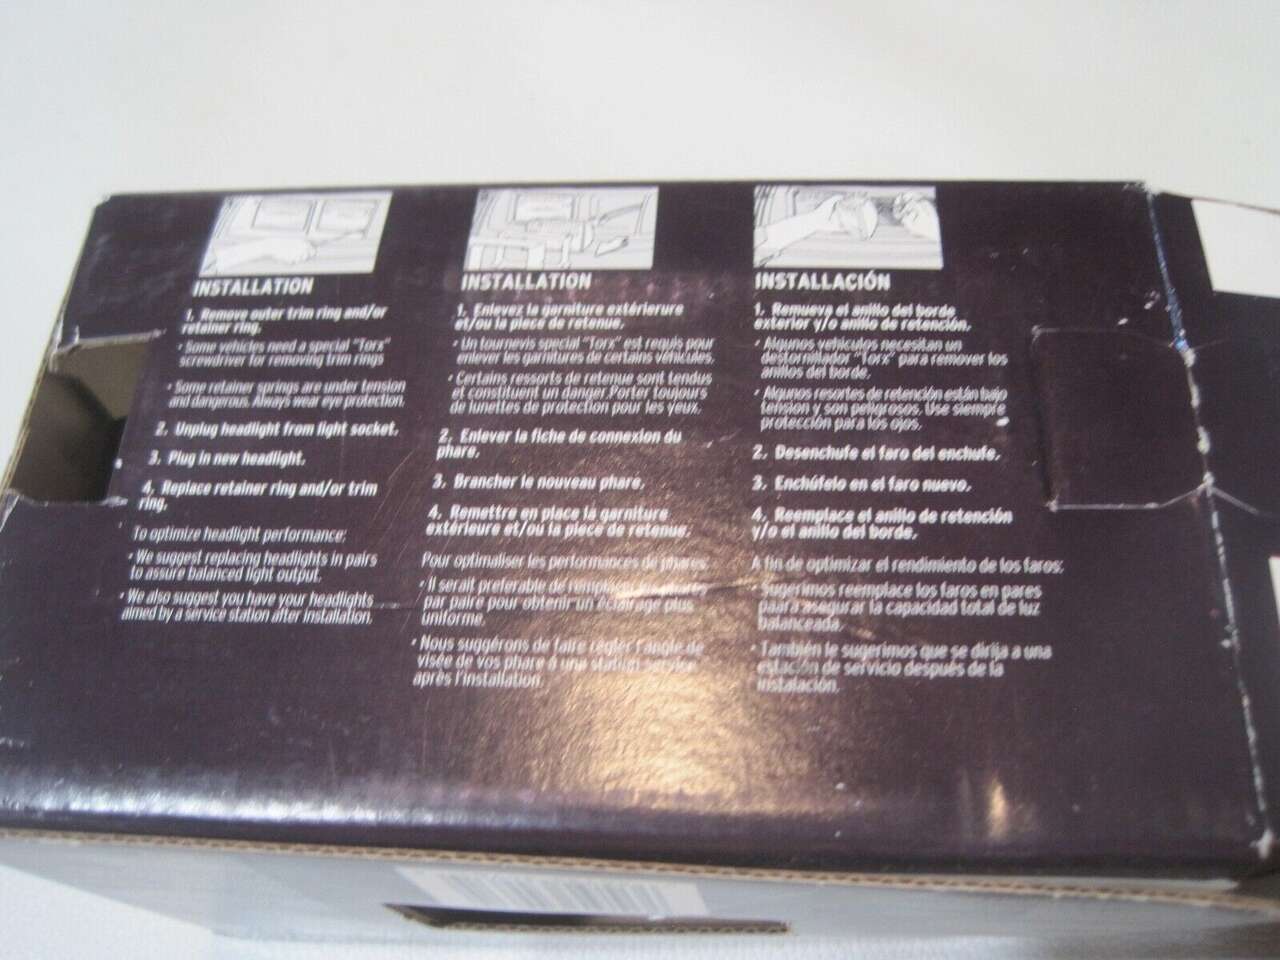 INSTALLATION
1. Remove outer trim ring and/or
retainer ring.
• Some vehicles need a special "Torx"
screwdriver for removing trim rings
• Some retainer springs are under tension
and dangerous. Always wear eye protection.
2. Unplug headlight from light socket.
3. Plug in new headlight.
4. Replace retainer ring and/or trim
ring.
To optimize headlight performance:
• We suggest replacing headlights in pairs
to assure balanced light output.
• We also suggest you have your headlights
aimed by a service station after installation.
INSTALLATION
1. Enlevez la garniture extérierure
et/ou la piece de retenue.
• Un tournevis special "Torx" est requis pour
enlever les garnitures de certains véhicules.
• Certains ressorts de retenue sont tendus
et constituent un danger. Porter toujours
de lunettes de protection pour les yeux.
2. Enlever la fiche de connexion du
phare.
3. Brancher le nouveau phare.
4. Remettre en place la garniture
extérieure et/ou la piece de retenue.
Pour optimaliser les performances de phares
• Il serait preferable de remplacer
par paire pour obtenir un éclairage plus
uniforme.
• Nous suggérons de faire régler l'angle de
visée de vos phare á una station service
après l'installation.
INSTALLACIÓN
1. Remueva el anillo del borde
exterior y/o anillo de retención.
• Algunos vehiculos necesitan un
destornillador "Torx" para remover los
anillos del borde.
• Algunos resortes de retención están bajo
tension y son peligrosos. Use siempre
protección para los ojos.
2. Desenchufe el faro del enchufe.
3. Enchúfelo en el faro nuevo.
4. Reemplace el anillo de retención
y/o el anillo del borde.
A fin de optimizar el rendimiento de los faros:
• Sugerimos reemplace los faros en pares
paara asegurar la capacidad total de luz
balanceada.
• También le sugerimos que se dirija a una
estación de servicio después de la
instalación.